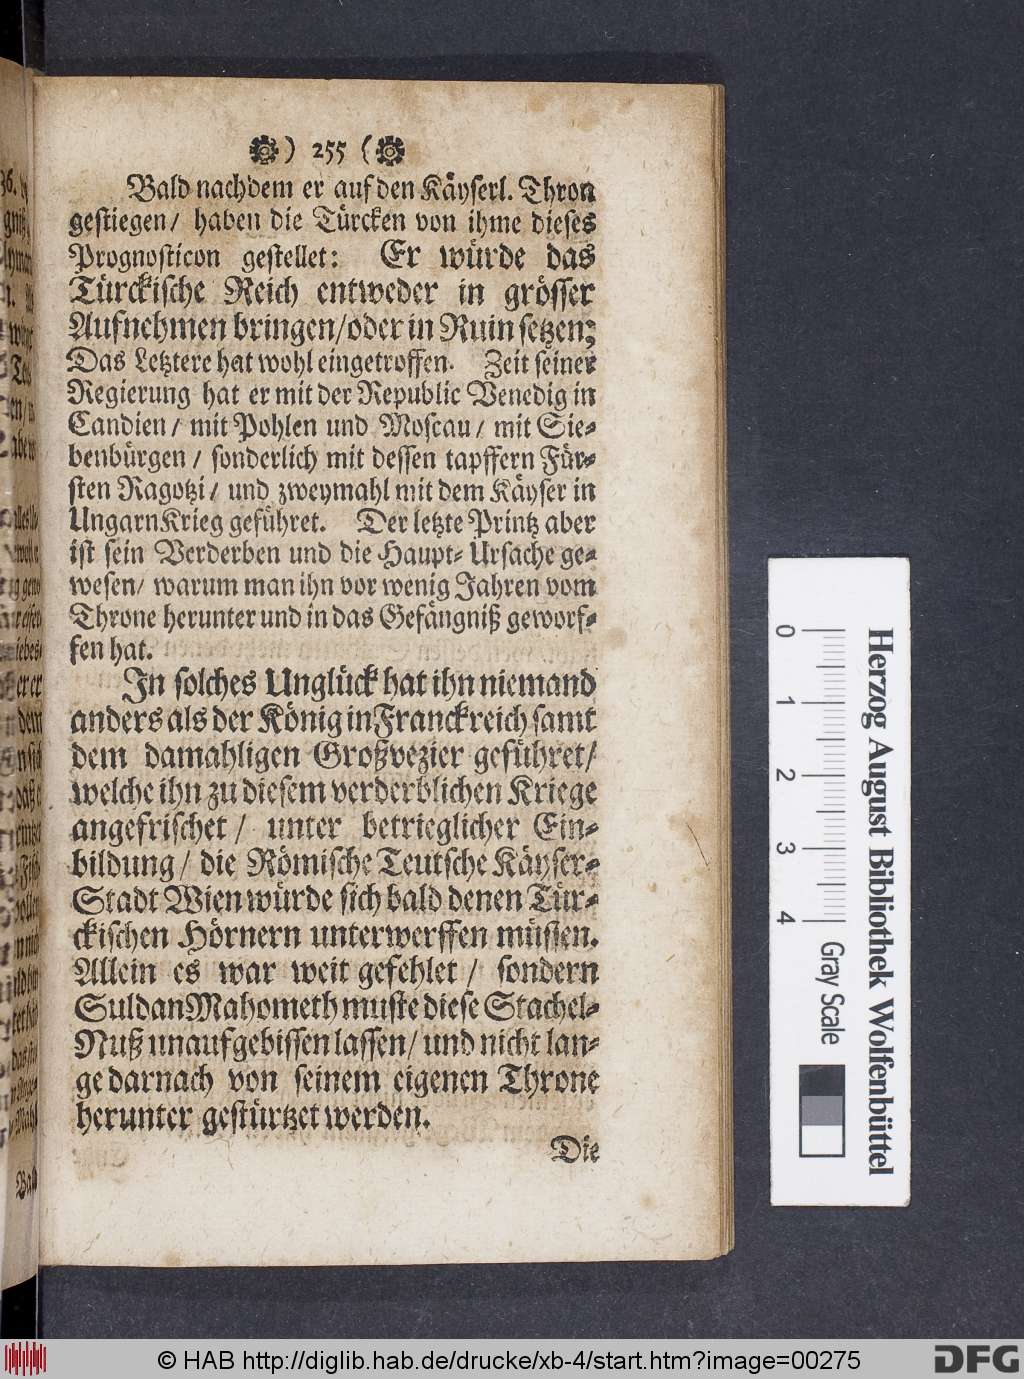 ) 255 (
Bald nachdem er auf den Käyserl. Thron
gestiegen / haben die Türcken von ihme dieses
Prognosticon gestellet: Er würde das
Türckische Reich entweder in grösser
Aufnehmen bringen/oder in Ruin setzen;
Das Letztere hat wohl eingetroffen. Zeit seiner
Regierung hat er mit der Republic Venedig in
Candien / mit Pohlen und Moscau / mit Sie-
benbürgen / sonderlich mit dessen tapffern Für-
sten Ragotzi / und zweymahl mit dem Käyser in
Ungarn Krieg geführet. Der letzte Printz aber
ist sein Verderben und die Haupt-Ursache ge-
wesen/ warum man ihn vor wenig Jahren vom
Throne herunter und in das Gefängniß geworf-
fen hat.
In solches Unglück hat ihn niemand
anders als der König in Franckreich samt
dem damahligen Großvezier geführet/
welche ihn zu diesem verderblichen Kriege
angefrischet / unter betrieglicher Ein-
bildung / die Römische Teutsche Käyser-
Stadt Wien würde sich bald denen Tür-
ckischen Hörnern unterwerffen müssen.
Allein es war weit gefehlet / sondern
Suldan Mahometh muste diese Stachel-
Nuß unaufgebissen lassen/ und nicht lan-
ge darnach von seinem eigenen Throne
herunter gestürtzet werden.
Die
Herzog August Bibliothek Wolfenbüttel
0 1 2 3 4 Gray Scale
© HAB http://diglib.hab.de/drucke/xb-4/start.htm?image=00275
DFG